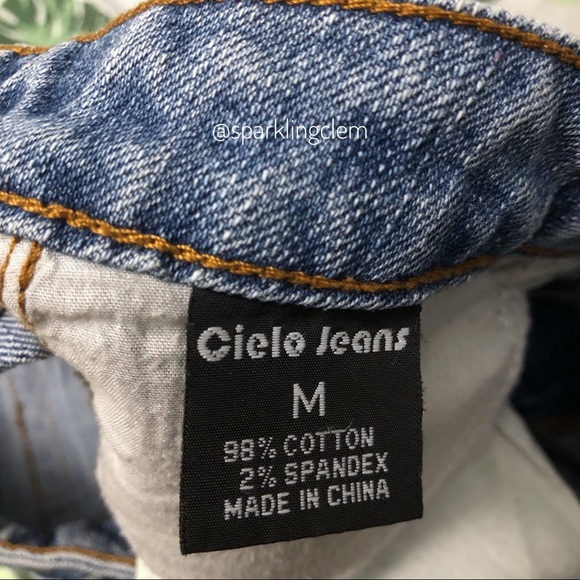 @sparklingclem
Cielo Jeans
M
98% COTTON
2% SPANDEX
MADE IN CHINA